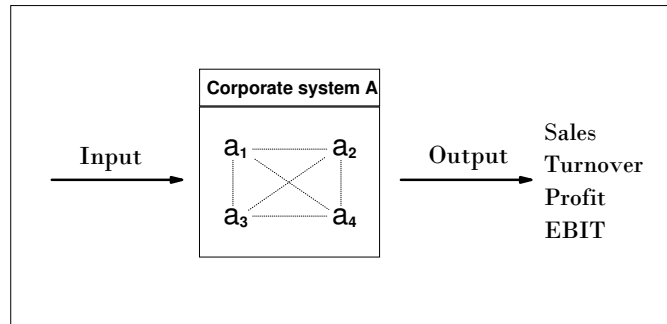 Corporate system A
Input
a1 a2
a3 a4
Output
Sales
Turnover
Profit
EBIT